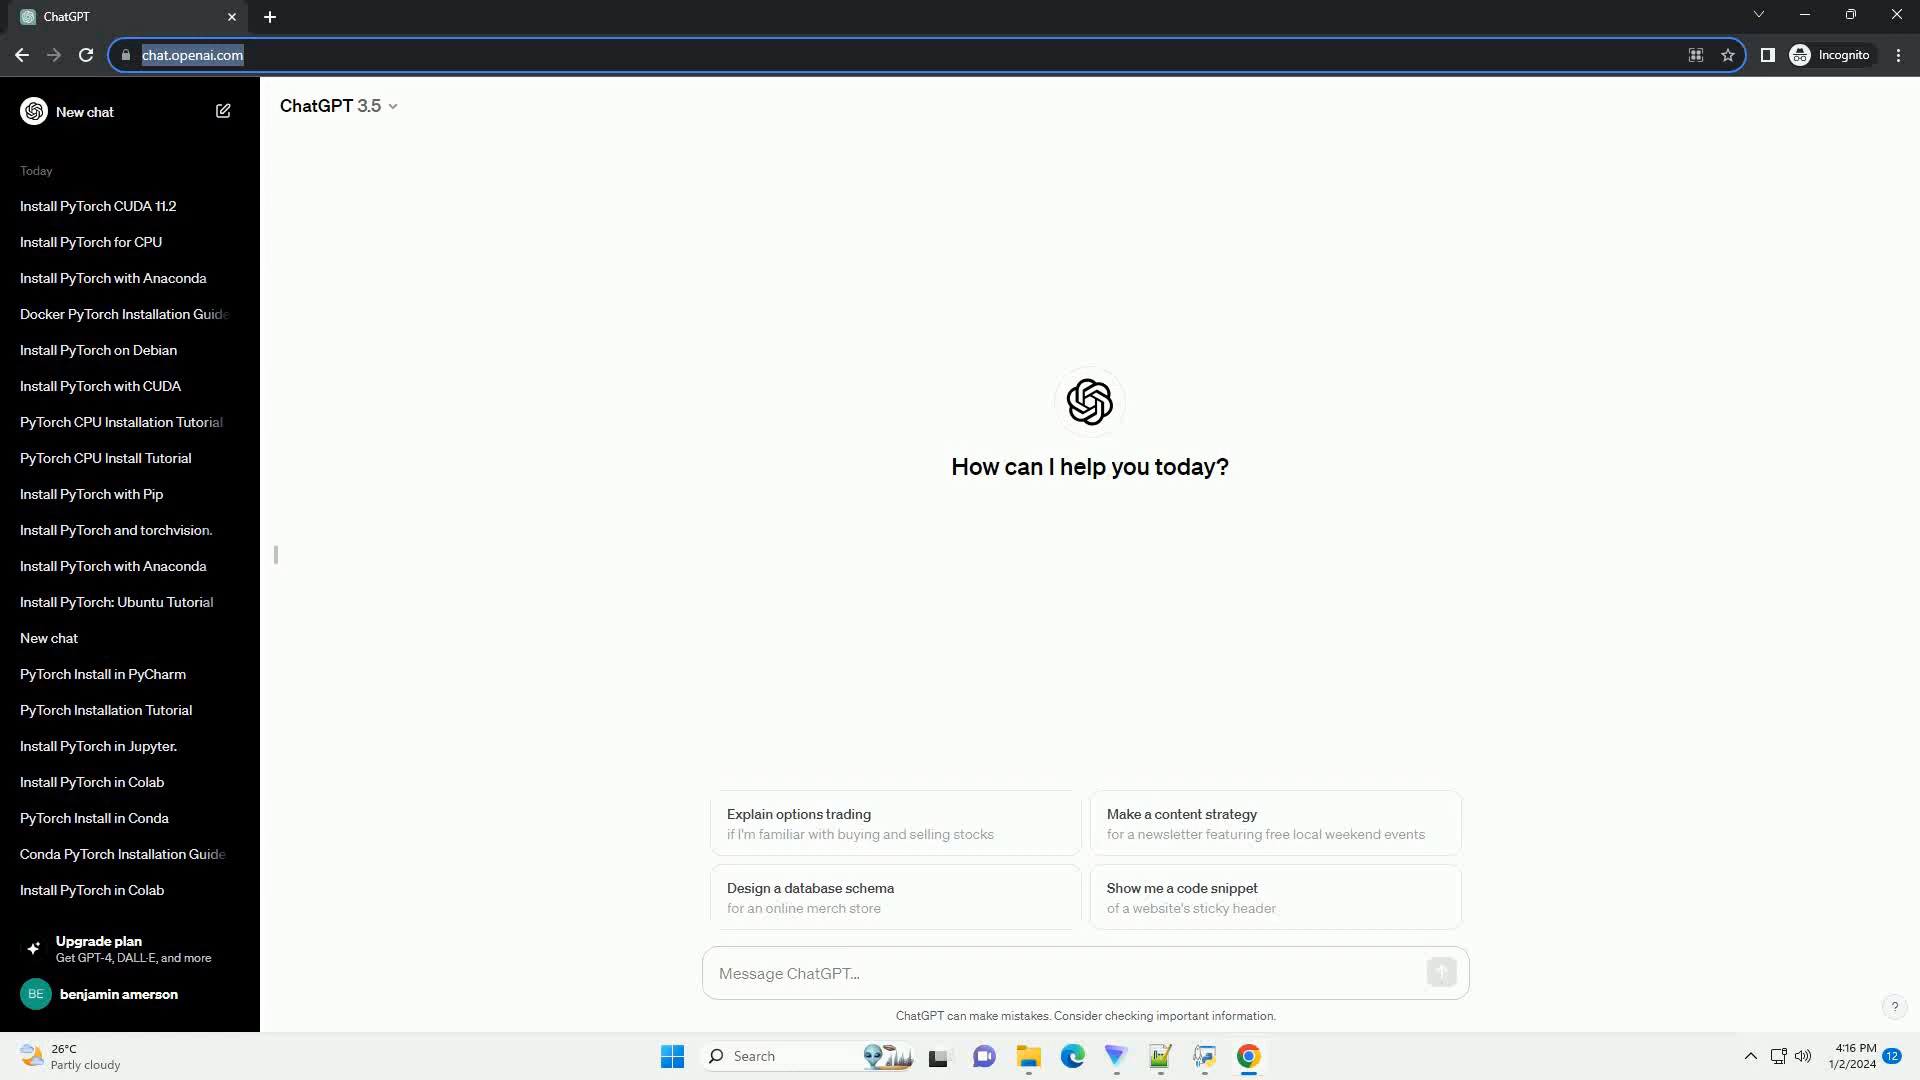 ChatGPT
chat.openai.com
Incognito
New chat
ChatGPT 3.5
Today
Install PyTorch CUDA 11.2
Install PyTorch for CPU
Install PyTorch with Anaconda
Docker PyTorch Installation Guide
Install PyTorch on Debian
Install PyTorch with CUDA
PyTorch CPU Installation Tutorial
PyTorch CPU Install Tutorial
Install PyTorch with Pip
Install PyTorch and torchvision.
Install PyTorch with Anaconda
Install PyTorch: Ubuntu Tutorial
New chat
PyTorch Install in PyCharm
PyTorch Installation Tutorial
Install PyTorch in Jupyter.
Install PyTorch in Colab
PyTorch Install in Conda
Conda PyTorch Installation Guide
Install PyTorch in Colab
Upgrade plan
Get GPT-4, DALL·E, and more
BE
benjamin amerson
How can I help you today?
Explain options trading
if I'm familiar with buying and selling stocks
Make a content strategy
for a newsletter featuring free local weekend events
Design a database schema
for an online merch store
Show me a code snippet
of a website's sticky header
Message ChatGPT...
ChatGPT can make mistakes. Consider checking important information.
?
26°C
Partly cloudy
Search
4:16 PM
1/2/2024
12